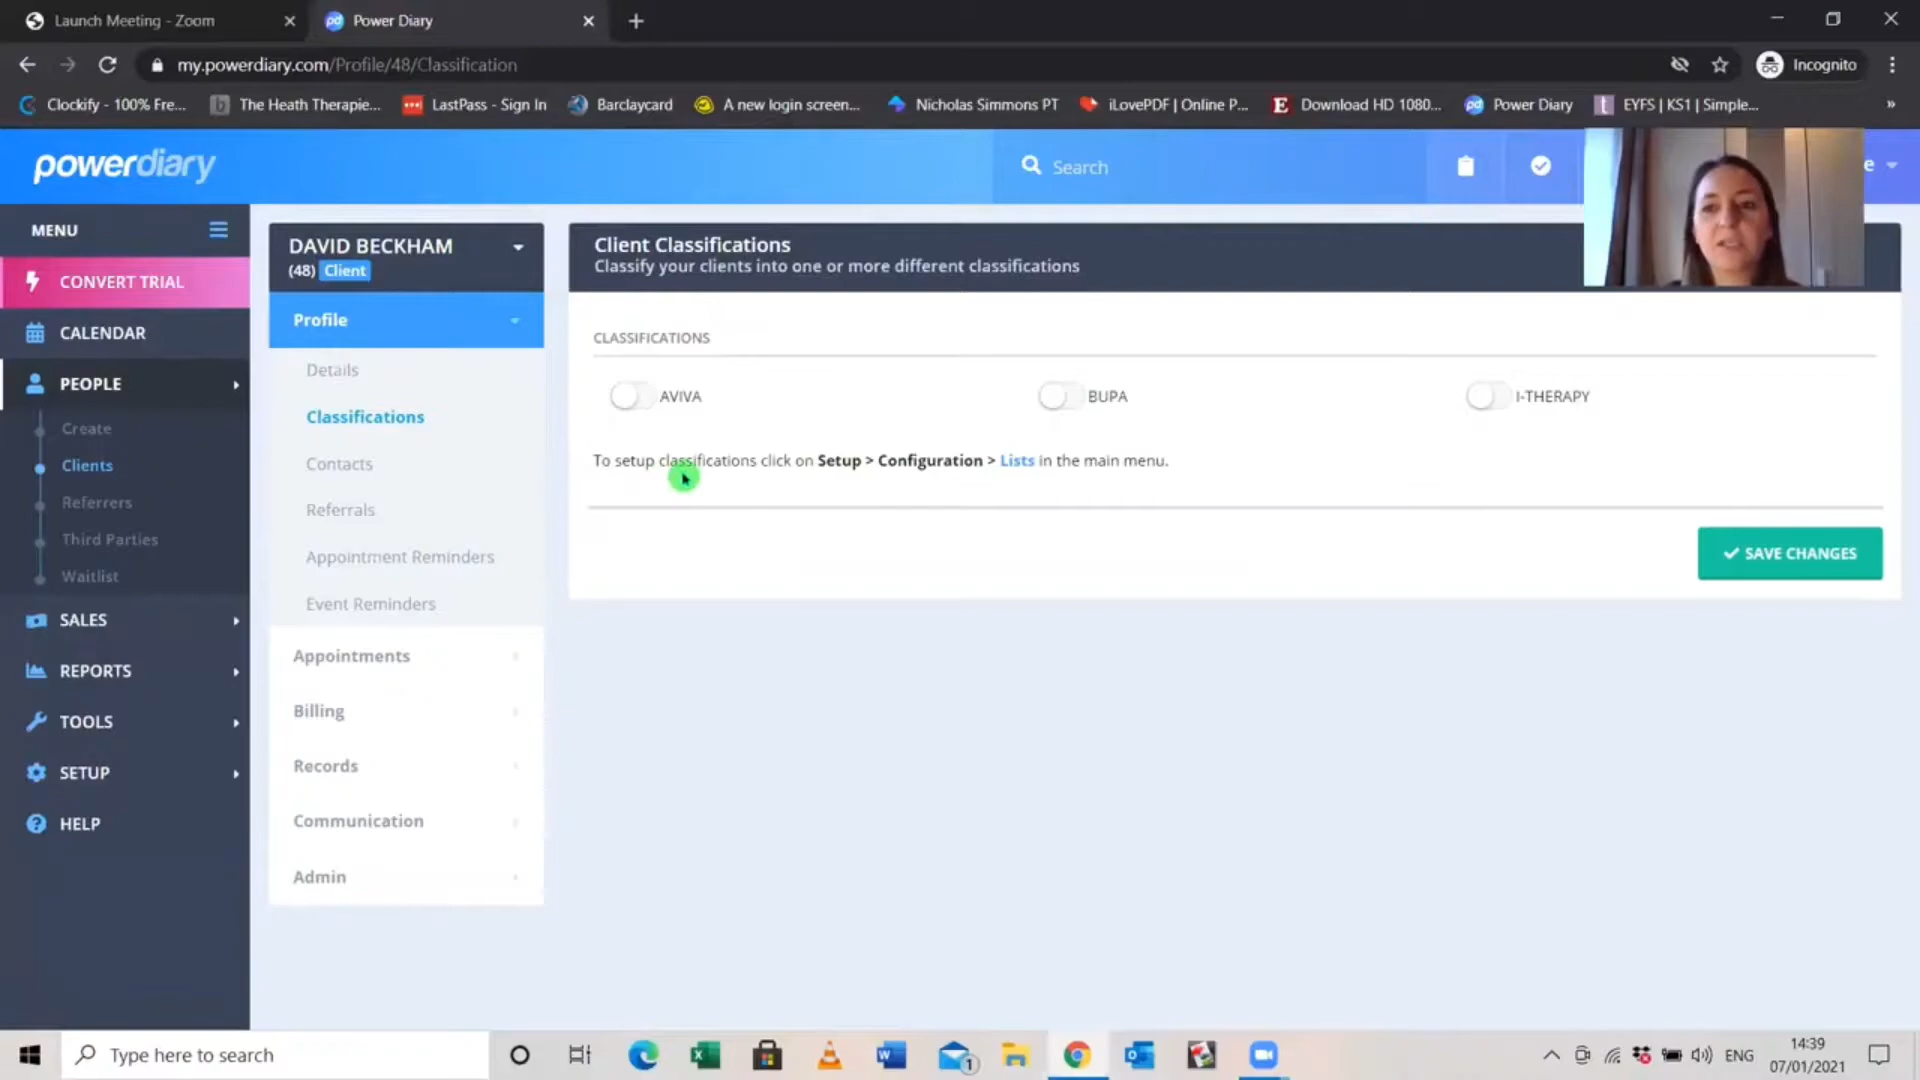 Launch Meeting - Zoom
Power Diary
my.powerdiary.com/Profile/48/Classification
Incognito
Clockify - 100% Fre...
The Heath Therapie...
LastPass - Sign In
Barclaycard
A new login screen...
Nicholas Simmons PT
iLovePDF | Online P...
Download HD 1080...
Power Diary
EYFS | KS1 | Simple...
powerdiary
Search
e
MENU
CONVERT TRIAL
CALENDAR
PEOPLE
Create
Clients
Referrers
Third Parties
Waitlist
SALES
REPORTS
TOOLS
SETUP
HELP
DAVID BECKHAM
(48) Client
Profile
Details
Classifications
Contacts
Referrals
Appointment Reminders
Event Reminders
Appointments
Billing
Records
Communication
Admin
Client Classifications
Classify your clients into one or more different classifications
CLASSIFICATIONS
AVIVA
BUPA
I-THERAPY
To setup classifications click on Setup > Configuration > Lists in the main menu.
SAVE CHANGES
Type here to search
1
ENG
14:39
07/01/2021